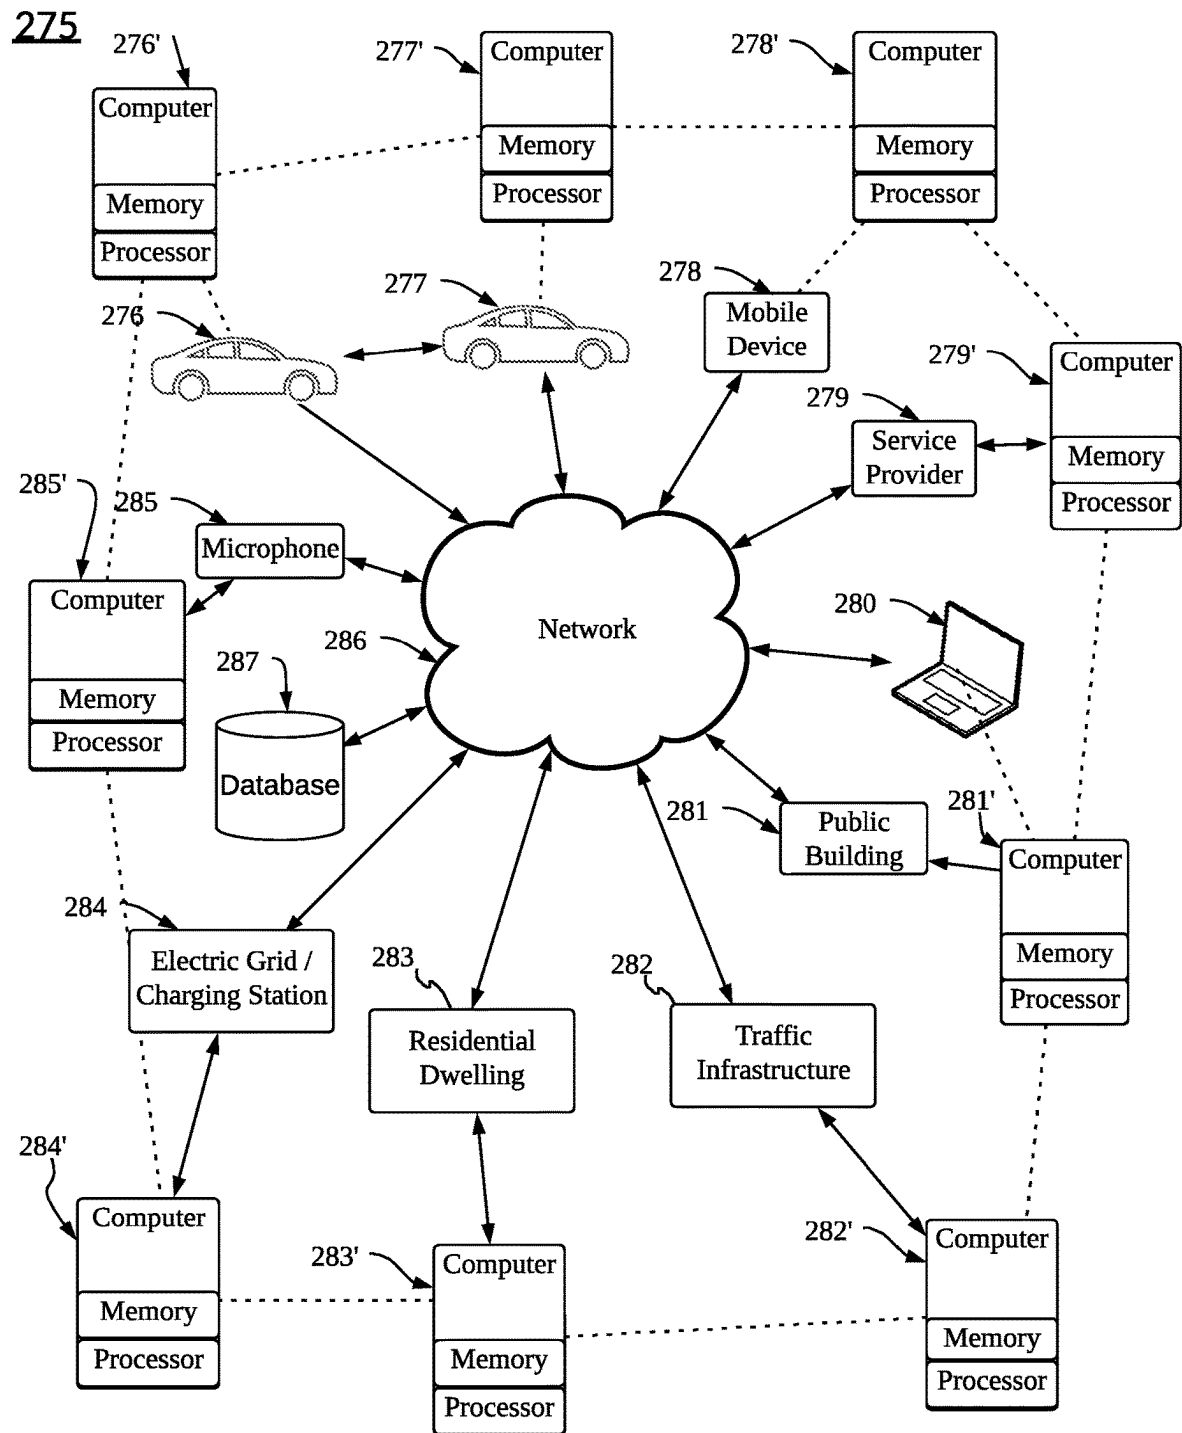 275
276'
277'
278'
Computer
Memory
Processor
Computer
Memory
Processor
Computer
Memory
Processor
276
277
278
Mobile
Device
279'
Computer
Memory
Processor
279
Service
Provider
285'
285
Microphone
Computer
Memory
Processor
286
Network
280
287
Database
281
Public
Building
281'
Computer
Memory
Processor
284
Electric Grid /
Charging Station
283
Residential
Dwelling
282
Traffic
Infrastructure
284'
Computer
Memory
Processor
283'
Computer
Memory
Processor
282'
Computer
Memory
Processor